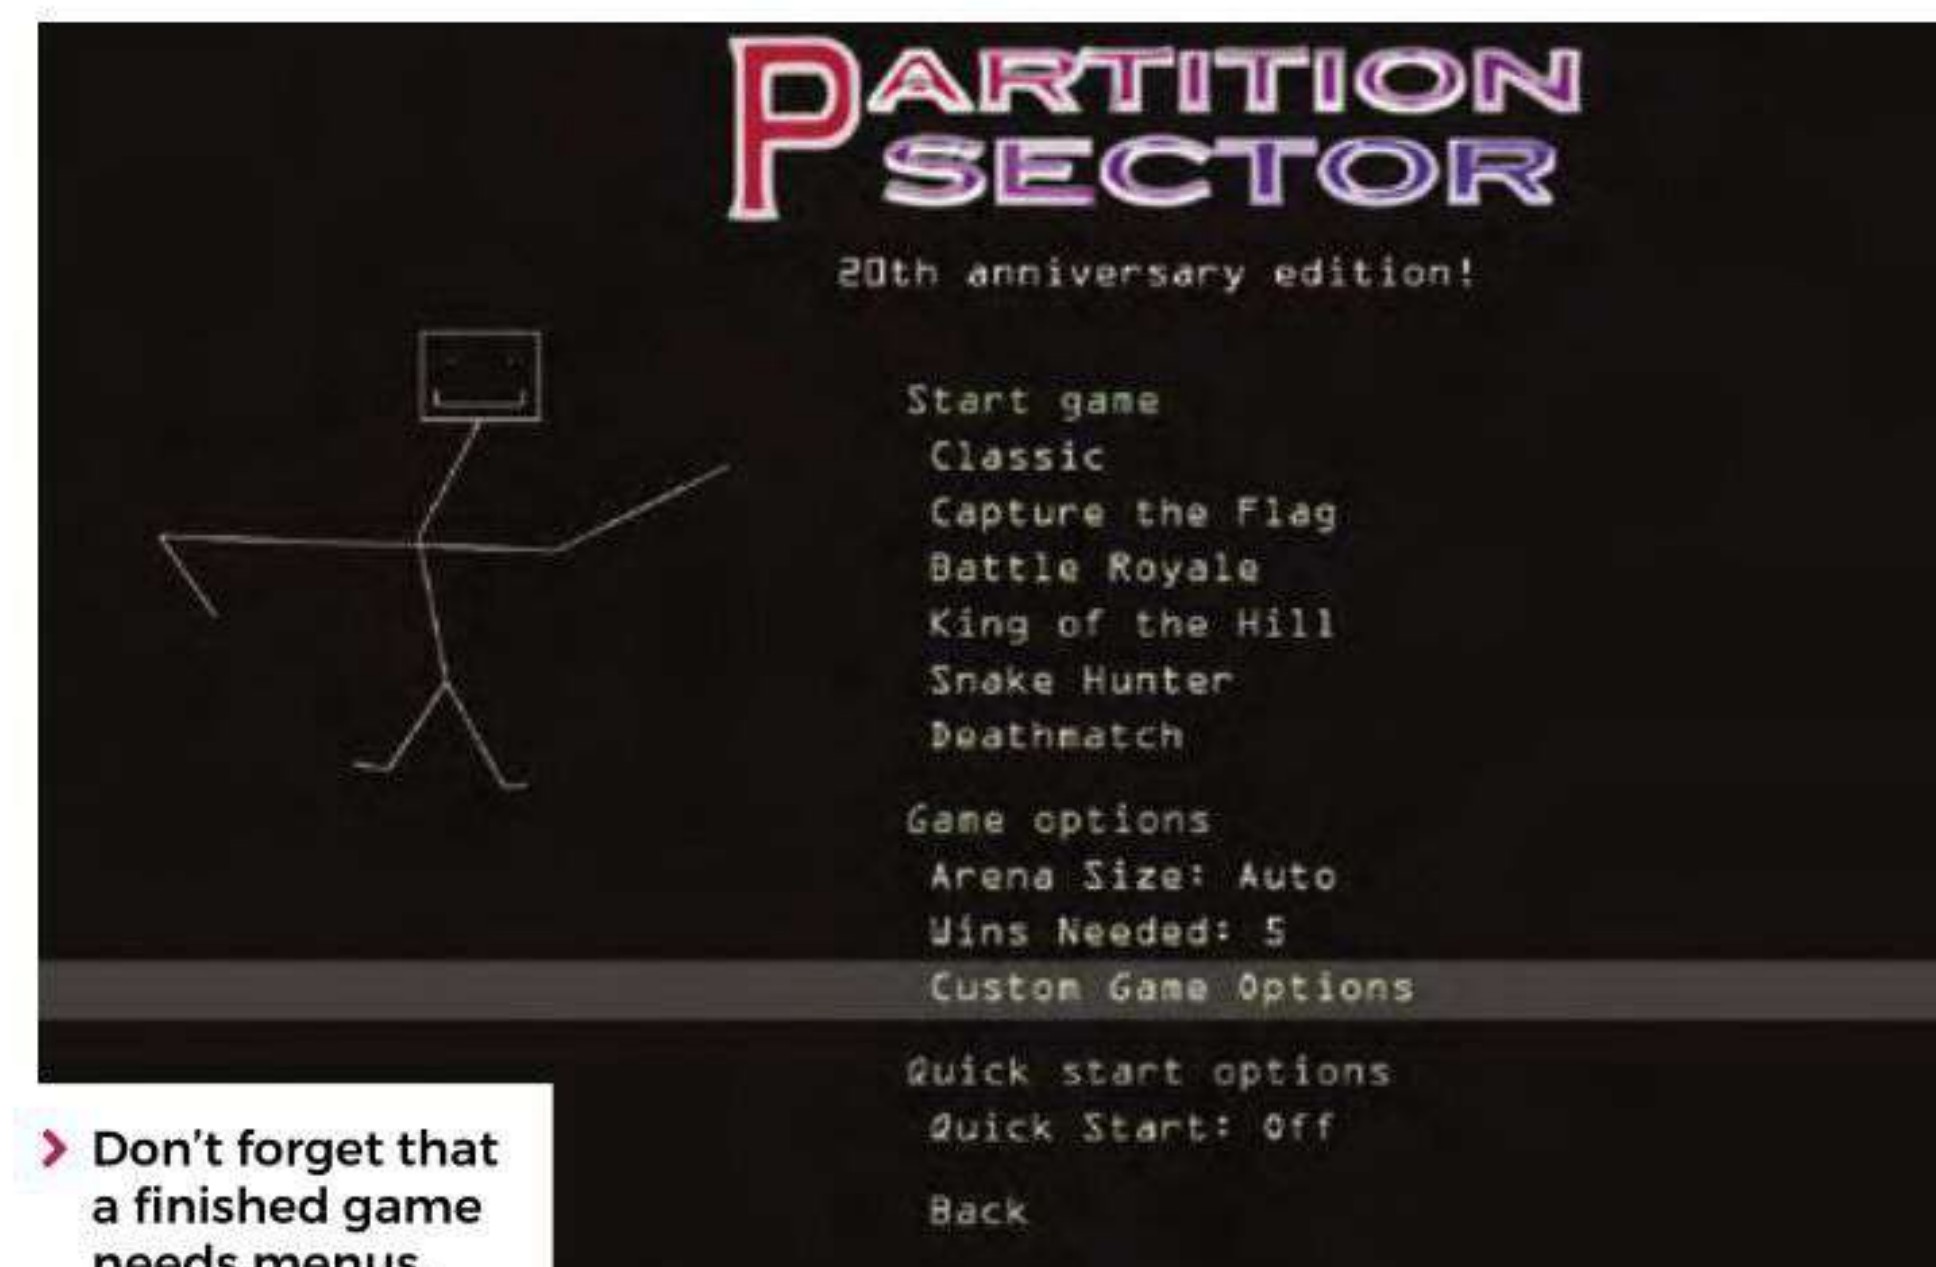 PARTITION
SECTOR
20th anniversary edition!
Start game
Classic
Capture the Flag
Battle Royale
King of the Hill
Snake Hunter
Deathmatch
Game options
Arena Size: Auto
Wins Needed: 5
Custom Game Options
Quick start options
Quick Start: Off
Back
Don't forget that
a finished game
needs menus